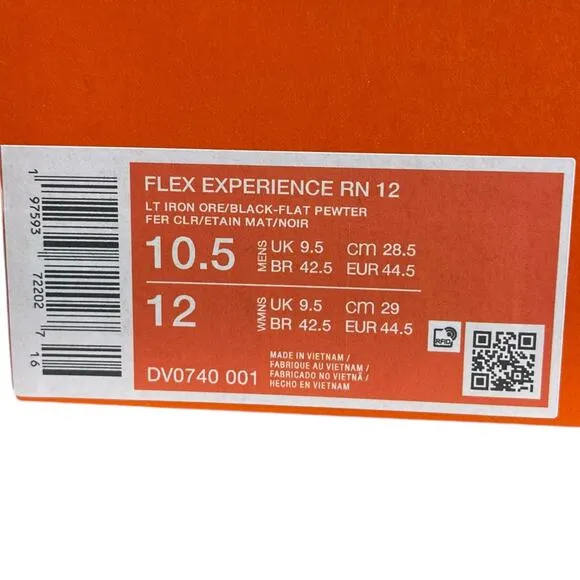 FLEX EXPERIENCE RN 12
LT IRON ORE/BLACK-FLAT PEWTER
FER CLR/ETAIN MAT/NOIR
10.5 MENS UK 9.5 CM 28.5
BR 42.5 EUR 44.5
12 WMNS UK 9.5 CM 29
BR 42.5 EUR 44.5
DV0740 001
MADE IN VIETNAM /
FABRIQUE AU VIETNAM /
FABRICADO NO VIETNÃ /
HECHO EN VIETNAM
RFID
1 97593 72202 7 16